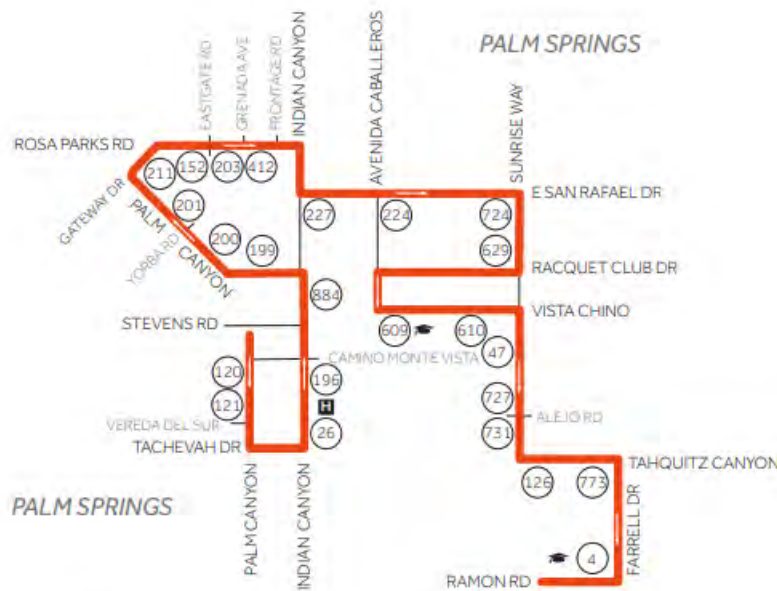 PALM SPRINGS
EASTGATE RD
GRENADA AVE
FRONTAGE RD
INDIAN CANYON
AVENIDA CABALLEROS
SUNRISE WAY
ROSA PARKS RD
211
152
203
412
GATEWAY DR
201
PALM CANYON
YORBA RD
200
199
227
224
724
E SAN RAFAEL DR
629
RACQUET CLUB DR
884
VISTA CHINO
STEVENS RD
609
610
47
CAMINO MONTE VISTA
120
196
121
H
727
ALEJO RD
VEREDA DEL SUR
26
731
TACHEVAH DR
TAHQUITZ CANYON
126
773
PALM SPRINGS
PALM CANYON
INDIAN CANYON
FARRELL DR
4
RAMON RD